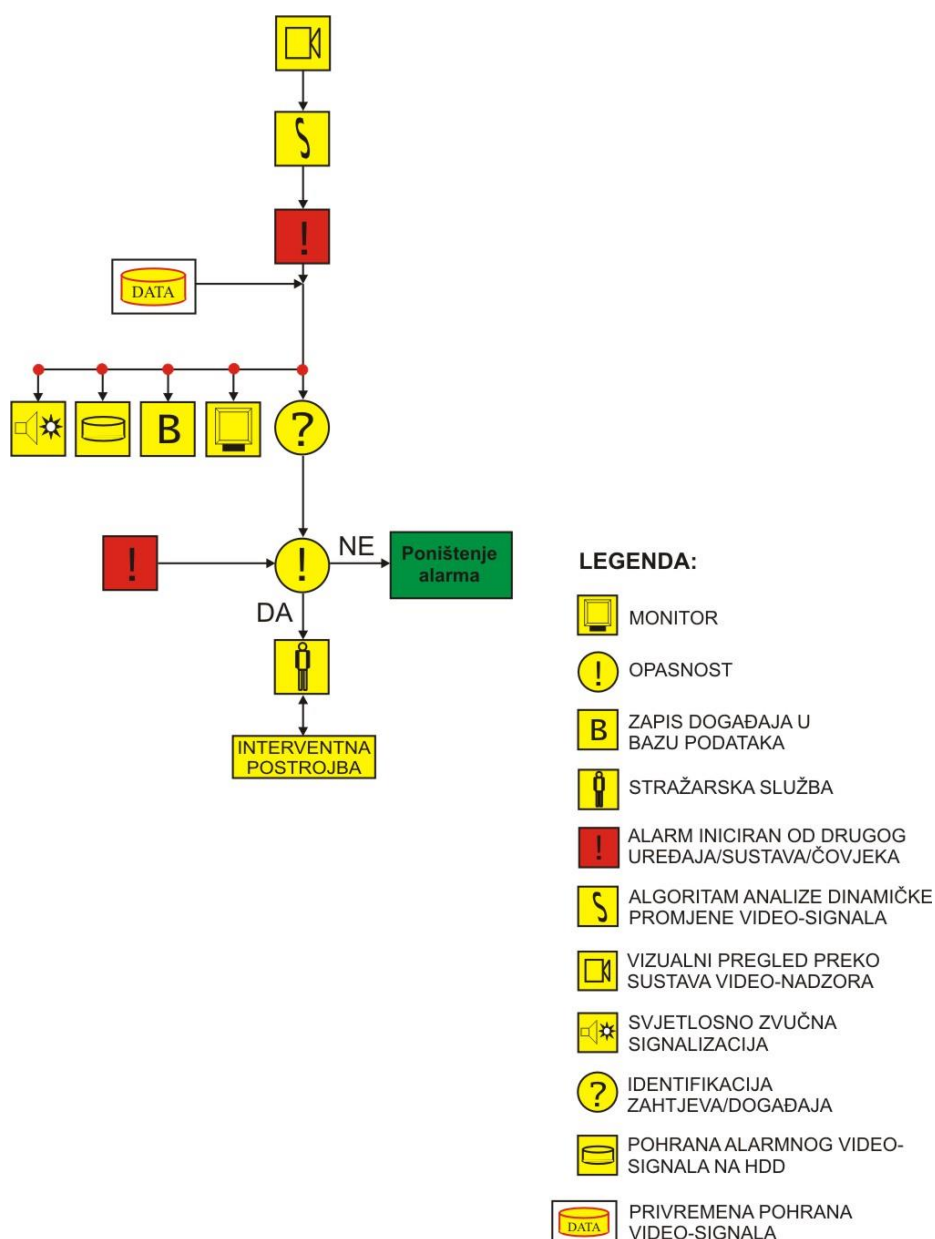 !
DATA
B
?
!
!
NE
Poništenje
alarma
DA
INTERVENTNA
POSTROJBA
LEGENDA:
MONITOR
!
OPASNOST
B
ZAPIS DOGAĐAJA U
BAZU PODATAKA
STRAŽARSKA SLUŽBA
!
ALARM INICIRAN OD DRUGOG
UREĐAJA/SUSTAVA/ČOVJEKA
ALGORITAM ANALIZE DINAMIČKE
PROMJENE VIDEO-SIGNALA
VIZUALNI PREGLED PREKO
SUSTAVA VIDEO-NADZORA
SVJETLOSNO ZVUČNA
SIGNALIZACIJA
?
IDENTIFIKACIJA
ZAHTJEVA/DOGAĐAJA
POHRANA ALARMNOG VIDEO-
SIGNALA NA HDD
DATA
PRIVREMENA POHRANA
VIDEO-SIGNALA